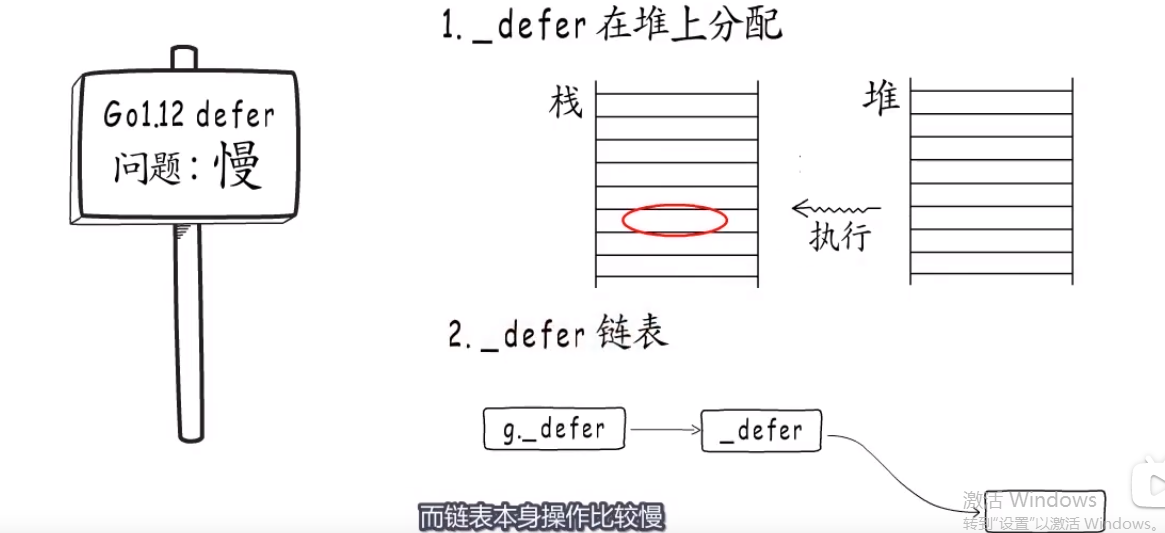 1. _defer 在堆上分配
Go1.12 defer
问题：慢
栈
堆
执行
2. _defer 链表
g._defer
_defer
而链表本身操作比较慢
激活 Windows
转到"设置"以激活 Windows。